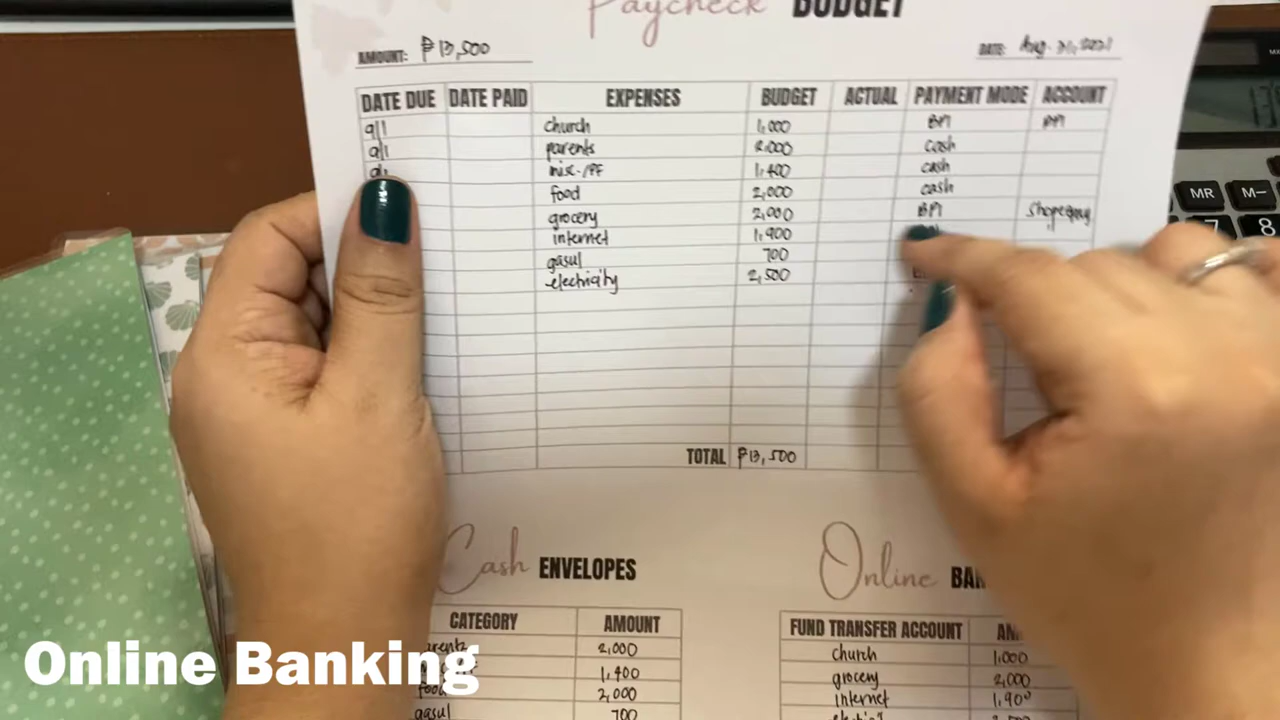 Paycheck BUDGET
AMOUNT: ₱13,500 DATE: Aug. 31, 2021
DATE DUE DATE PAID EXPENSES BUDGET ACTUAL PAYMENT MODE ACCOUNT
9/1 church 1,000 BPI BPI
9/1 parents 2,000 cash
misc./PF 1,400 cash
food 2,000 cash
grocery 2,000 BPI shopeepay
internet 1,900
gasul 700
electricity 2,500
TOTAL ₱13,500
Cash ENVELOPES
CATEGORY AMOUNT
2,000
1,400
food 2,000
gasul 700
Online
FUND TRANSFER ACCOUNT
church 1,000
grocery 2,000
internet 1,900
Online Banking
MR M−
7 8